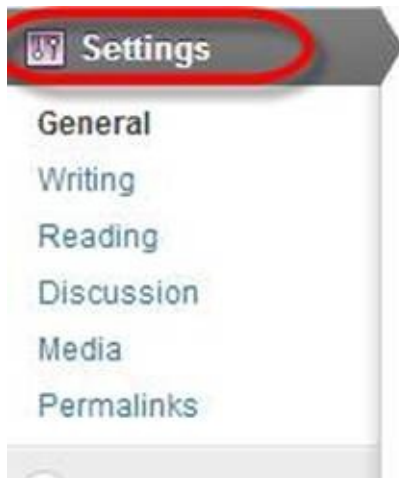 Settings
General
Writing
Reading
Discussion
Media
Permalinks